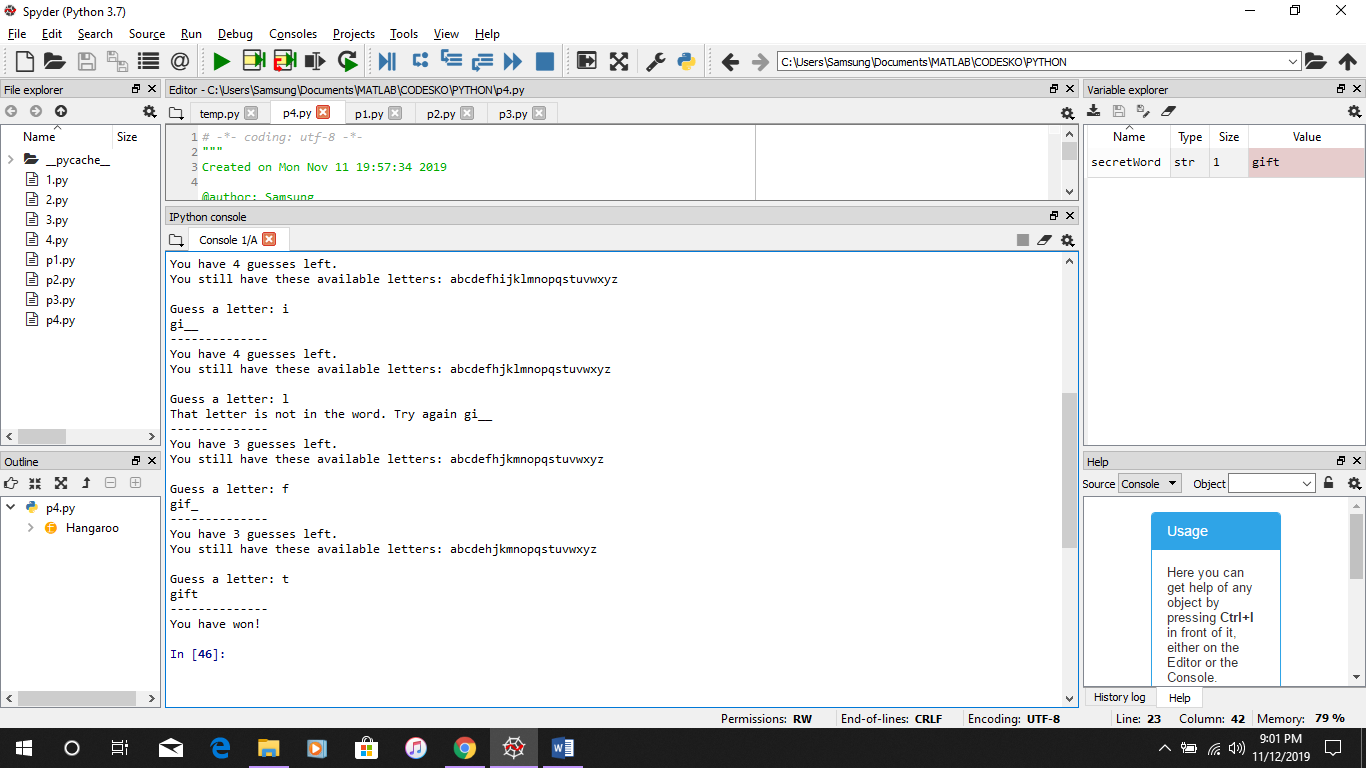 Spyder (Python 3.7)
File Edit Search Source Run Debug Consoles Projects Tools View Help
C:\Users\Samsung\Documents\MATLAB\CODESKO\PYTHON
File explorer
Name Size
__pycache__
1.py
2.py
3.py
4.py
p1.py
p2.py
p3.py
p4.py
Outline
p4.py
Hangaroo
Editor - C:\Users\Samsung\Documents\MATLAB\CODESKO\PYTHON\p4.py
temp.py p4.py p1.py p2.py p3.py
1 # -*- coding: utf-8 -*-
2 """
3 Created on Mon Nov 11 19:57:34 2019
4
@author: Samsung
IPython console
Console 1/A
You have 4 guesses left.
You still have these available letters: abcdefhijklmnopqstuvwxyz
Guess a letter: i
gi__
--------------
You have 4 guesses left.
You still have these available letters: abcdefhjklmnopqstuvwxyz
Guess a letter: l
That letter is not in the word. Try again gi__
--------------
You have 3 guesses left.
You still have these available letters: abcdefhjkmnopqstuvwxyz
Guess a letter: f
gif_
--------------
You have 3 guesses left.
You still have these available letters: abcdehjkmnopqstuvwxyz
Guess a letter: t
gift
--------------
You have won!
In [46]:
Variable explorer
Name Type Size Value
secretWord str 1 gift
Help
Source Console Object
Usage
Here you can
get help of any
object by
pressing Ctrl+I
in front of it,
either on the
Editor or the
Console.
History log Help
Permissions: RW End-of-lines: CRLF Encoding: UTF-8 Line: 23 Column: 42 Memory: 79 %
9:01 PM
11/12/2019